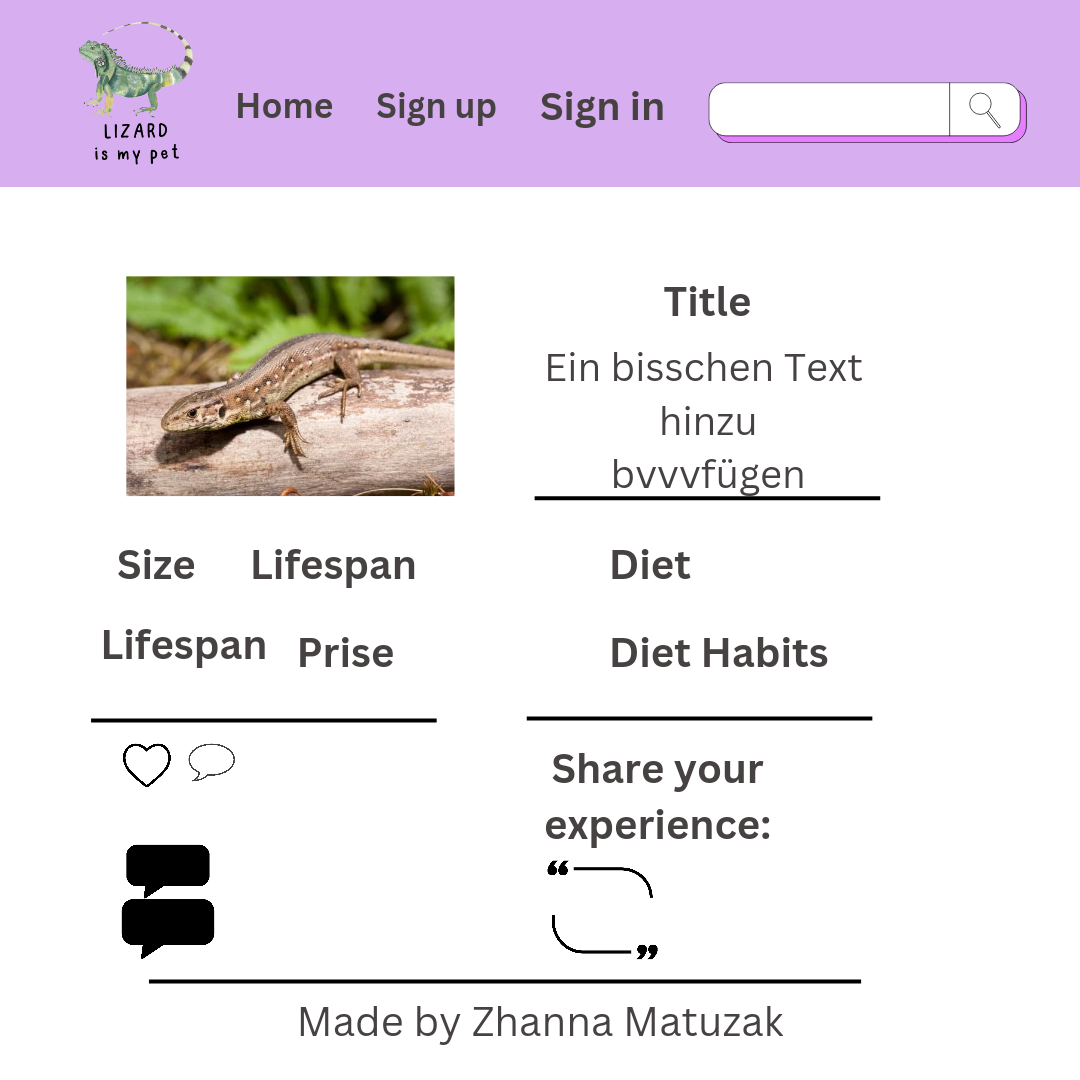 LIZARD
is my pet
Home Sign up Sign in
Title
Ein bisschen Text
hinzu
bvvvfügen
Size Lifespan
Lifespan Prise
Diet
Diet Habits
Share your
experience:
❝
❞
Made by Zhanna Matuzak